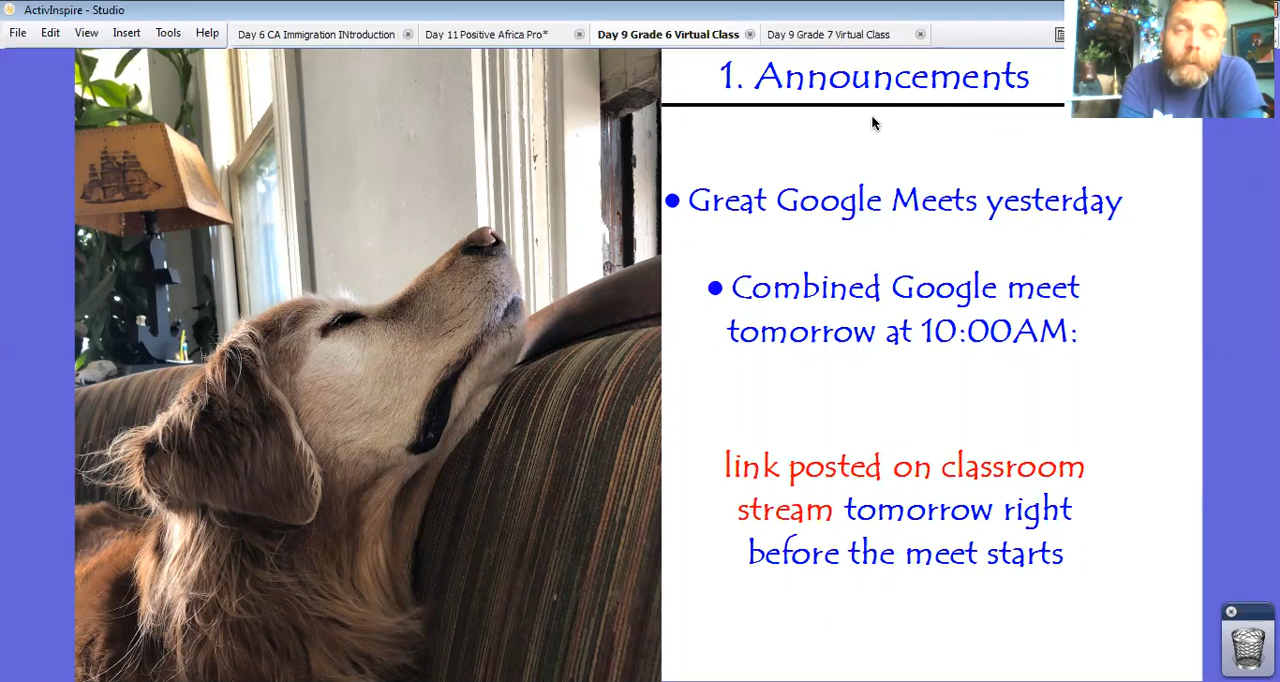 ActivInspire - Studio
File Edit View Insert Tools Help
Day 6 CA Immigration INtroduction Day 11 Positive Africa Pro* Day 9 Grade 6 Virtual Class Day 9 Grade 7 Virtual Class
1. Announcements
• Great Google Meets yesterday
• Combined Google meet
tomorrow at 10:00AM:
link posted on classroom
stream tomorrow right
before the meet starts